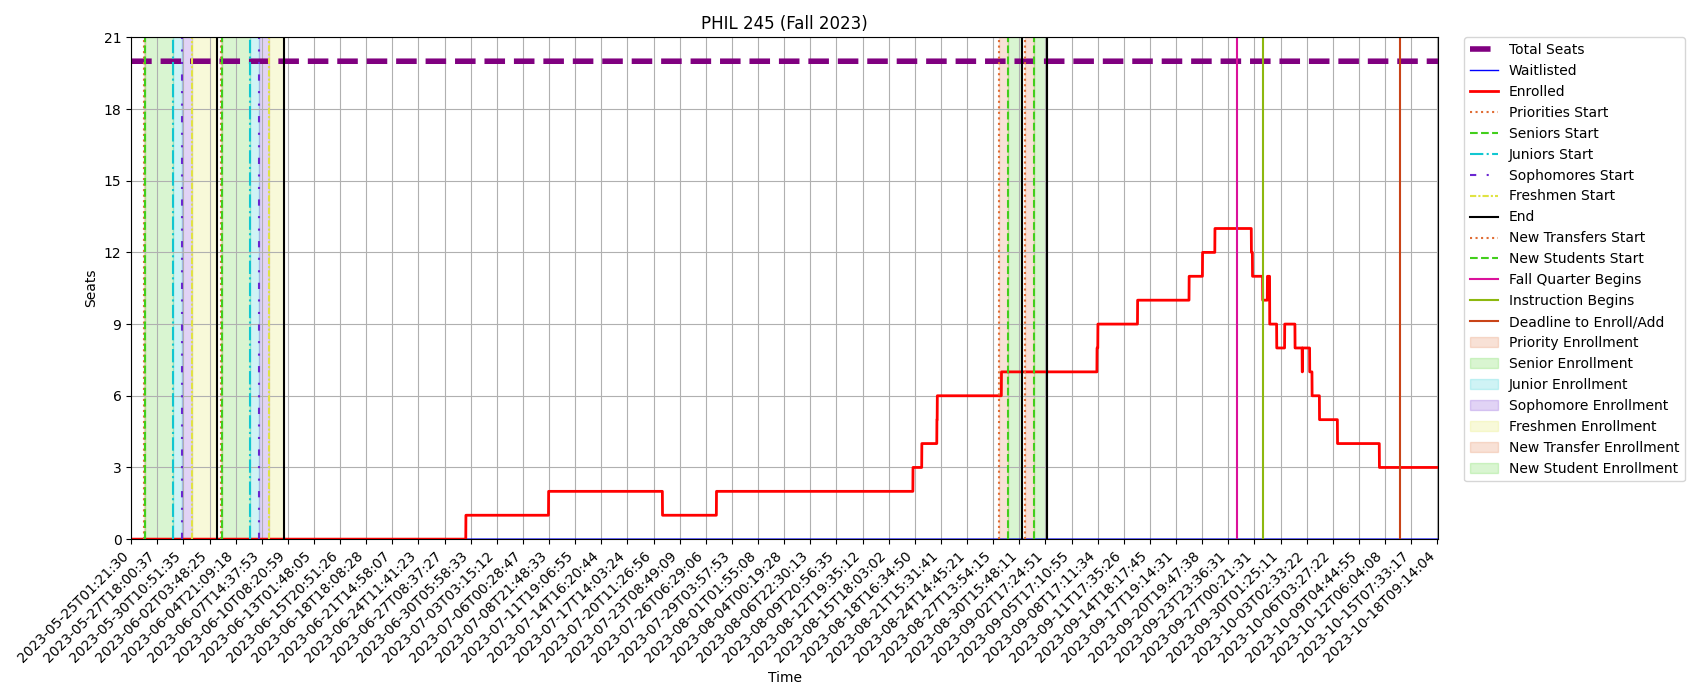 PHIL 245 (Fall 2023)
21
18
15
12
9
6
3
0
Seats
2023-05-25T01:21:30
2023-05-27T18:00:37
2023-05-30T10:51:35
2023-06-02T03:48:25
2023-06-04T21:09:18
2023-06-07T14:37:53
2023-06-10T08:20:59
2023-06-13T01:48:05
2023-06-15T20:51:26
2023-06-18T18:08:28
2023-06-21T14:58:07
2023-06-24T11:41:23
2023-06-27T08:37:27
2023-06-30T05:58:33
2023-07-03T03:15:12
2023-07-06T00:28:47
2023-07-08T21:48:33
2023-07-11T19:06:55
2023-07-14T16:20:44
2023-07-17T14:03:24
2023-07-20T11:26:56
2023-07-23T08:49:09
2023-07-26T06:29:06
2023-07-29T03:57:53
2023-08-01T01:55:08
2023-08-04T00:19:28
2023-08-06T22:30:13
2023-08-09T20:56:35
2023-08-12T19:35:12
2023-08-15T18:03:02
2023-08-18T16:34:50
2023-08-21T15:31:41
2023-08-24T14:45:21
2023-08-27T13:54:15
2023-08-30T15:48:11
2023-09-02T17:24:51
2023-09-05T17:10:55
2023-09-08T17:11:34
2023-09-11T17:35:26
2023-09-14T18:17:45
2023-09-17T19:14:31
2023-09-20T19:47:38
2023-09-23T23:36:31
2023-09-27T00:21:31
2023-09-30T01:25:11
2023-10-03T02:33:22
2023-10-06T03:27:22
2023-10-09T04:44:55
2023-10-12T06:04:08
2023-10-15T07:33:17
2023-10-18T09:14:04
Time
Total Seats
Waitlisted
Enrolled
Priorities Start
Seniors Start
Juniors Start
Sophomores Start
Freshmen Start
End
New Transfers Start
New Students Start
Fall Quarter Begins
Instruction Begins
Deadline to Enroll/Add
Priority Enrollment
Senior Enrollment
Junior Enrollment
Sophomore Enrollment
Freshmen Enrollment
New Transfer Enrollment
New Student Enrollment